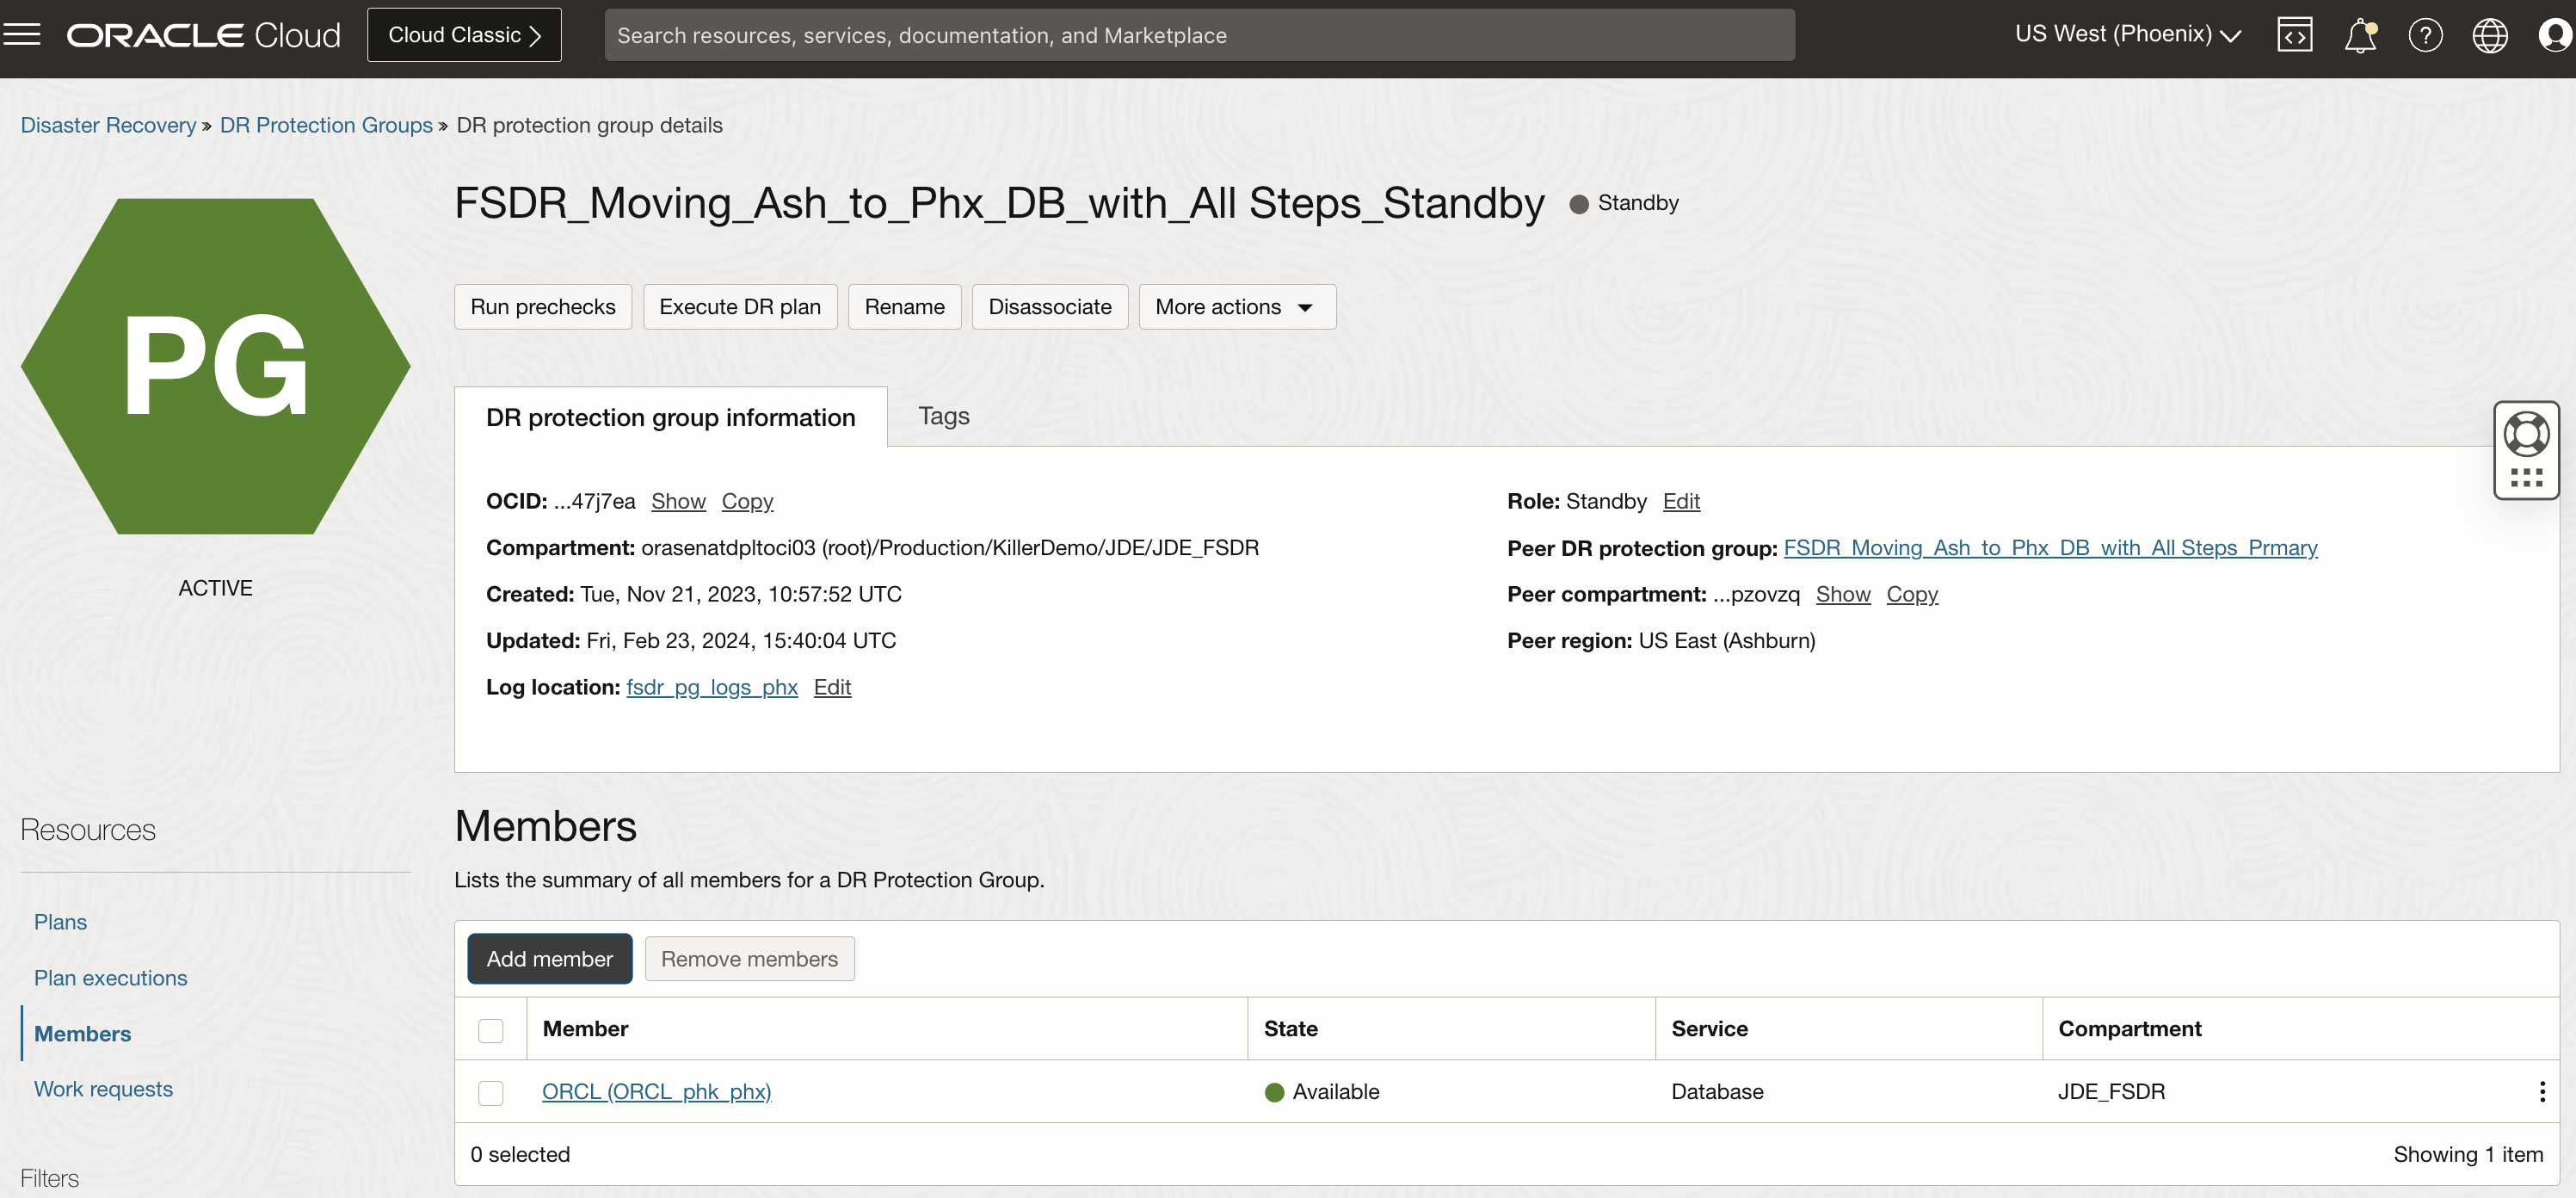 ORACLE Cloud
Cloud Classic
Search resources, services, documentation, and Marketplace
US West (Phoenix)
Disaster Recovery » DR Protection Groups » DR protection group details
PG
ACTIVE
FSDR_Moving_Ash_to_Phx_DB_with_All Steps_Standby
Standby
Run prechecks
Execute DR plan
Rename
Disassociate
More actions
DR protection group information
Tags
OCID: ...47j7ea Show Copy
Compartment: orasenatdpltoci03 (root)/Production/KillerDemo/JDE/JDE_FSDR
Created: Tue, Nov 21, 2023, 10:57:52 UTC
Updated: Fri, Feb 23, 2024, 15:40:04 UTC
Log location: fsdr_pg_logs_phx Edit
Role: Standby Edit
Peer DR protection group: FSDR_Moving_Ash_to_Phx_DB_with_All Steps_Prmary
Peer compartment: ...pzovzq Show Copy
Peer region: US East (Ashburn)
Resources
Plans
Plan executions
Members
Work requests
Filters
Members
Lists the summary of all members for a DR Protection Group.
Add member
Remove members
Member State Service Compartment
ORCL (ORCL_phk_phx) Available Database JDE_FSDR
0 selected
Showing 1 item